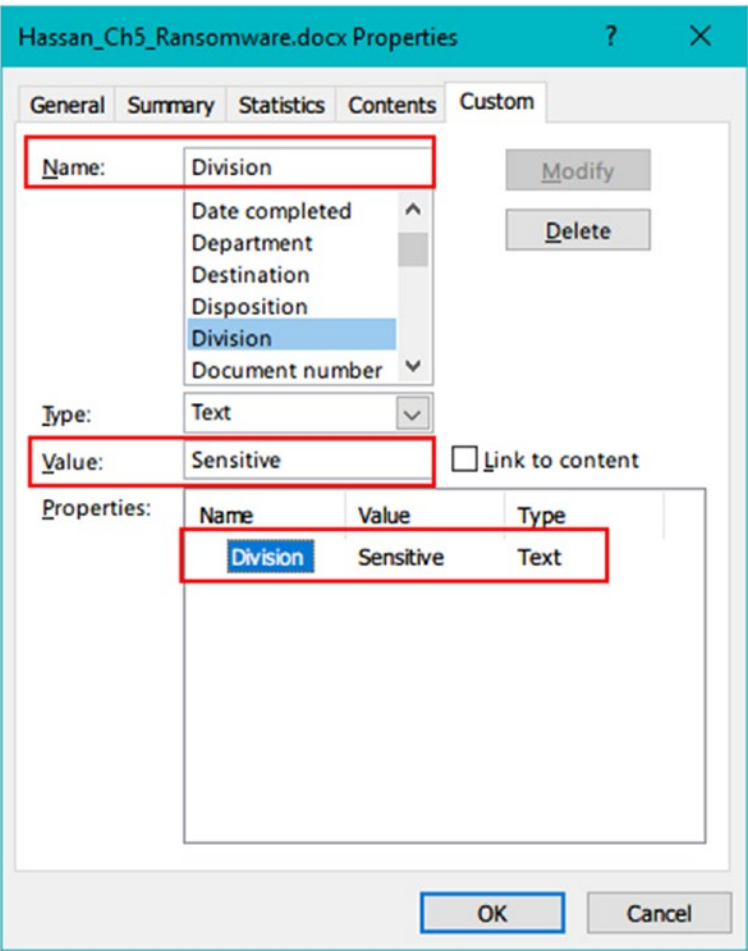 Hassan_Ch5_Ransomware.docx Properties ? ×
General Summary Statistics Contents Custom
Name: Division Modify
Date completed
Department Delete
Destination
Disposition
Division
Document number
Type: Text
Value: Sensitive Link to content
Properties: Name Value Type
Division Sensitive Text
OK Cancel